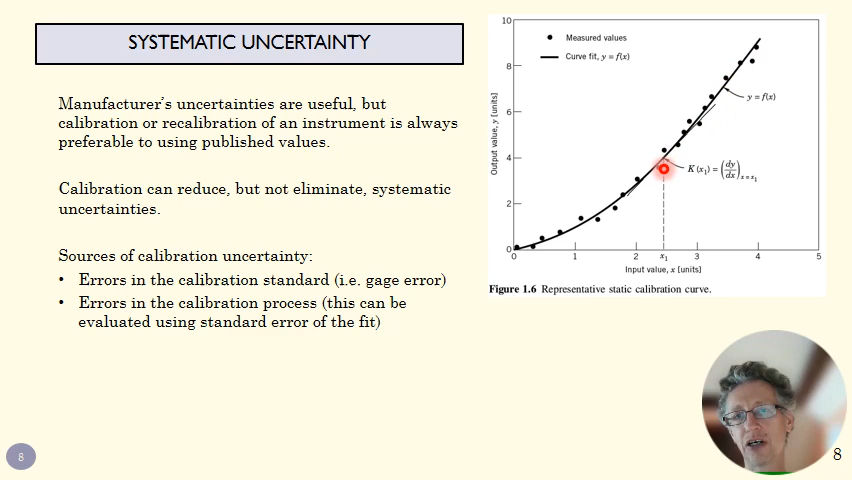 SYSTEMATIC UNCERTAINTY
Manufacturer's uncertainties are useful, but
calibration or recalibration of an instrument is always
preferable to using published values.
Calibration can reduce, but not eliminate, systematic
uncertainties.
Sources of calibration uncertainty:
• Errors in the calibration standard (i.e. gage error)
• Errors in the calibration process (this can be
evaluated using standard error of the fit)
10
8
6
4
2
0
Output value, y [units]
Measured values
Curve fit, y = f(x)
y = f(x)
K(x₁) = (dy/dx)ₓ₌ₓ₁
0 1 2 x₁ 3 4 5
Input value, x [units]
Figure 1.6 Representative static calibration curve.
8
8